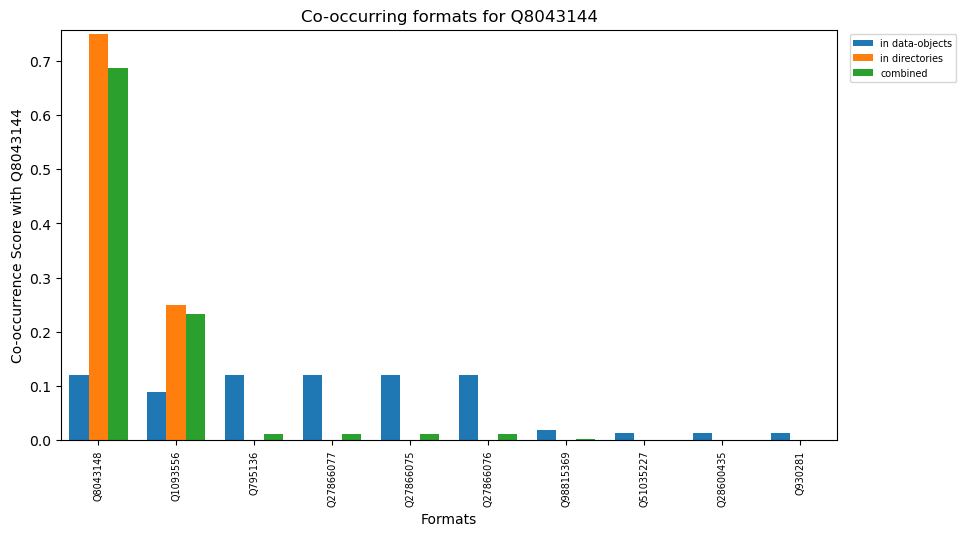 Co-occurring formats for Q8043144
in data-objects
in directories
combined
Co-occurrence Score with Q8043144
0.7
0.6
0.5
0.4
0.3
0.2
0.1
0.0
Q8043148
Q1093556
Q795136
Q27866077
Q27866075
Q27866076
Q98815369
Q51035227
Q28600435
Q930281
Formats